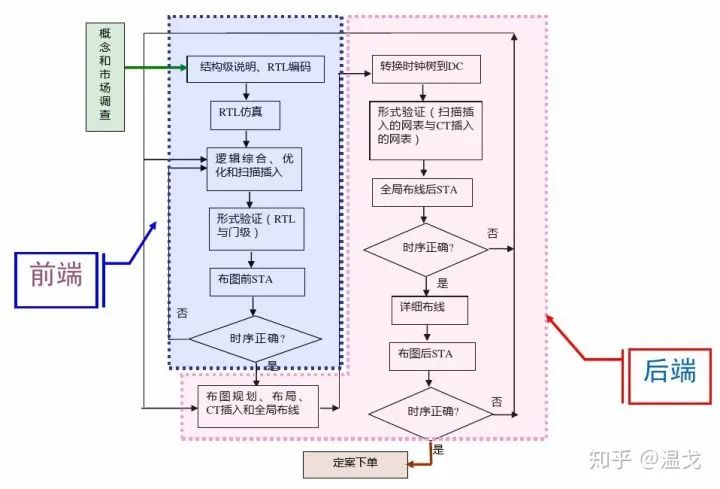 概
念
和
市
场
调
查
结构级说明、RTL编码
RTL仿真
逻辑综合、优
化和扫描插入
形式验证（RTL
与门级）
布图前STA
否
时序正确?
是
布图规划、布局、
CT插入和全局布线
前端
转换时钟树到DC
形式验证（扫描插
入的网表与CT插入
的网表）
全局布线后STA
否
时序正确?
是
详细布线
布图后STA
否
时序正确?
是
定案下单
后端
知乎 @温戈